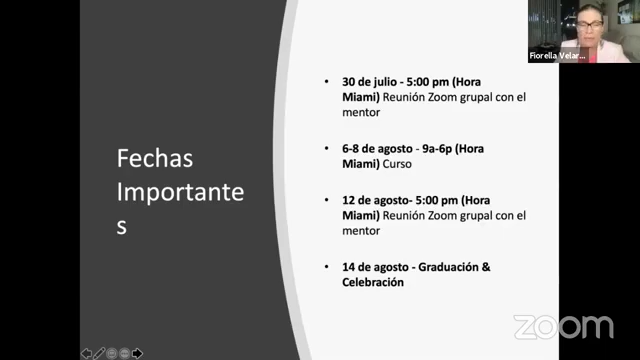 Fiorella Velar...
30 de julio - 5:00 pm (Hora
Miami) Reunión Zoom grupal con el
mentor
6-8 de agosto - 9a-6p (Hora
Miami) Curso
Fechas
Importante
s
12 de agosto- 5:00 pm (Hora
Miami) Reunión Zoom grupal con el
mentor
14 de agosto - Graduación &
Celebración
zoom